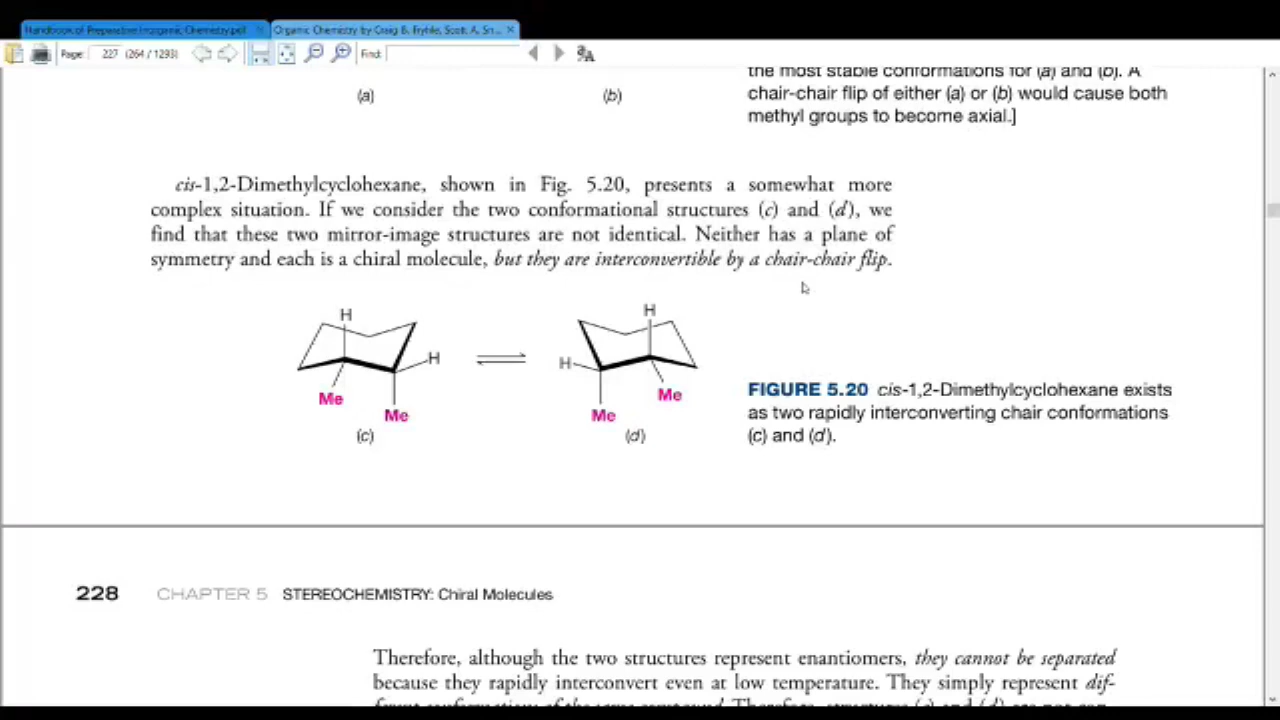 Handbook of Preparative Inorganic Chemistry.pdf
Organic Chemistry by Craig B. Fryhle, Scott A. Sn...
Page: 227 (264 / 1293) Find:
the most stable conformations for (a) and (b). A
chair-chair flip of either (a) or (b) would cause both
methyl groups to become axial.]
(a) (b)
cis-1,2-Dimethylcyclohexane, shown in Fig. 5.20, presents a somewhat more
complex situation. If we consider the two conformational structures (c) and (d), we
find that these two mirror-image structures are not identical. Neither has a plane of
symmetry and each is a chiral molecule, but they are interconvertible by a chair-chair flip.
H H
H H
Me Me
Me Me
(c) (d)
FIGURE 5.20 cis-1,2-Dimethylcyclohexane exists
as two rapidly interconverting chair conformations
(c) and (d).
228 CHAPTER 5 STEREOCHEMISTRY: Chiral Molecules
Therefore, although the two structures represent enantiomers, they cannot be separated
because they rapidly interconvert even at low temperature. They simply represent dif-